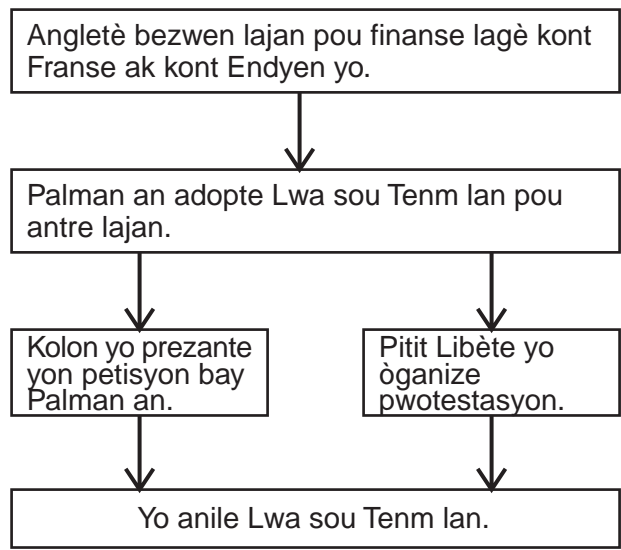 Angletè bezwen lajan pou finanse lagè kont
Franse ak kont Endyen yo.
Palman an adopte Lwa sou Tenm lan pou
antre lajan.
Kolon yo prezante
yon petisyon bay
Palman an.
Pitit Libète yo
òganize
pwotestasyon.
Yo anile Lwa sou Tenm lan.